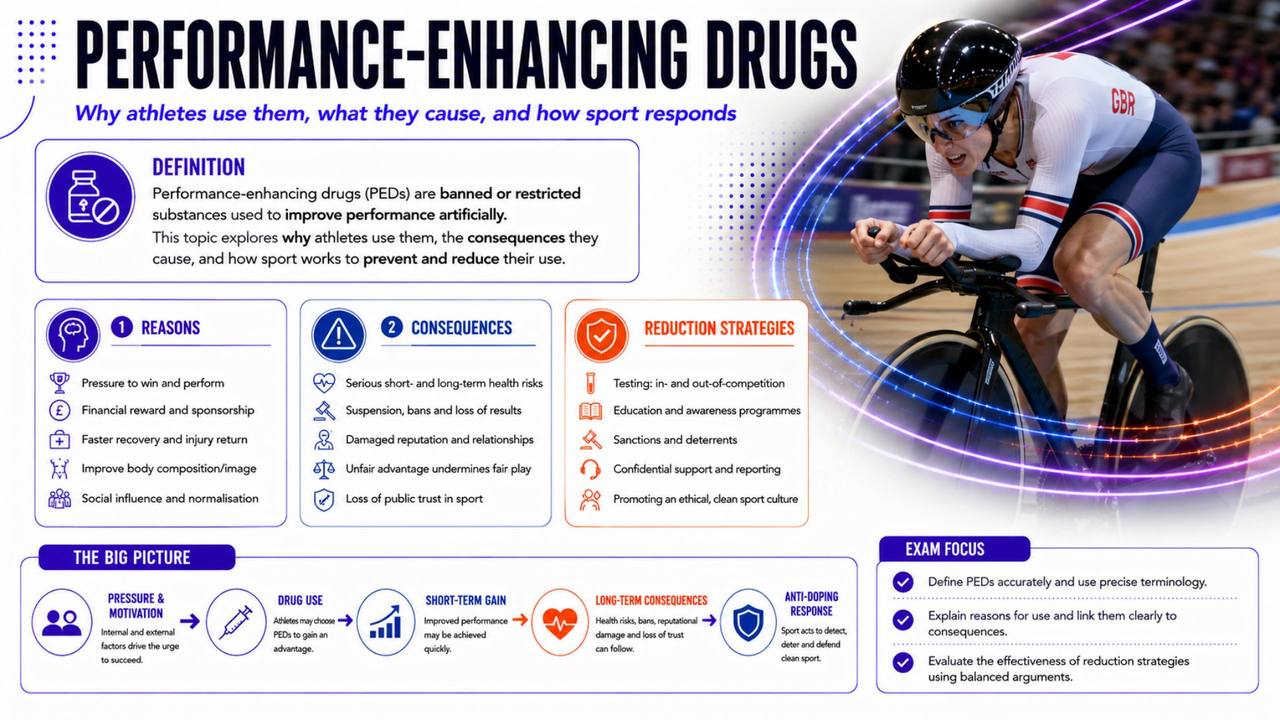 PERFORMANCE-ENHANCING DRUGS
Why athletes use them, what they cause, and how sport responds
DEFINITION
Performance-enhancing drugs (PEDs) are banned or restricted
substances used to improve performance artificially.
This topic explores why athletes use them, the consequences they
cause, and how sport works to prevent and reduce their use.
1 REASONS
Pressure to win and perform
£ Financial reward and sponsorship
Faster recovery and injury return
Improve body composition/image
Social influence and normalisation
2 CONSEQUENCES
Serious short- and long-term health risks
Suspension, bans and loss of results
Damaged reputation and relationships
Unfair advantage undermines fair play
Loss of public trust in sport
REDUCTION STRATEGIES
Testing: in- and out-of-competition
Education and awareness programmes
Sanctions and deterrents
Confidential support and reporting
Promoting an ethical, clean sport culture
GBR
THE BIG PICTURE
PRESSURE &
MOTIVATION
Internal and external
factors drive the urge
to succeed.
DRUG USE
Athletes may choose
PEDs to gain an
advantage.
SHORT-TERM GAIN
Improved performance
may be achieved
quickly.
LONG-TERM CONSEQUENCES
Health risks, bans, reputational
damage and loss of trust
can follow.
ANTI-DOPING
RESPONSE
Sport acts to detect,
deter and defend
clean sport.
EXAM FOCUS
Define PEDs accurately and use precise terminology.
Explain reasons for use and link them clearly to
consequences.
Evaluate the effectiveness of reduction strategies
using balanced arguments.